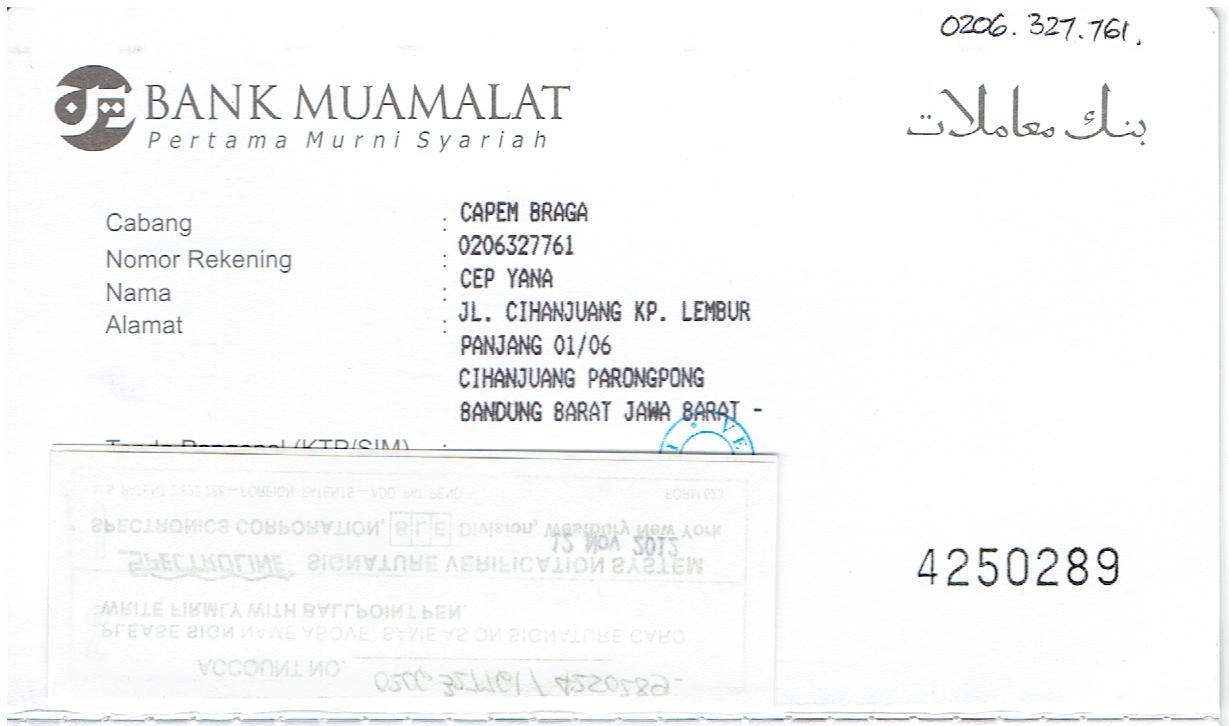 0206.327.761.
BANK MUAMALAT
Pertama Murni Syariah
بنك معاملات
Cabang : CAPEM BRAGA
Nomor Rekening : 0206327761
Nama : CEP YANA
Alamat : JL. CIHANJUANG KP. LEMBUR
PANJANG 01/06
CIHANJUANG PARONGPONG
BANDUNG BARAT JAWA BARAT -
Tanda Pengenal (KTP/SIM) :
U.S. PATENT 2,822,288—FOREIGN PATENTS—ADD. PAT. PEND. FORM 623
SPECTRONICS CORPORATION, BLE Division, Westbury New York
12 NOV 2012
SPECTROLINE SIGNATURE VERIFICATION SYSTEM
WRITE FIRMLY WITH BALLPOINT PEN.
PLEASE SIGN NAME ABOVE SAME AS ON SIGNATURE CARD
ACCOUNT NO. 0206 327761 / 4250289-
4250289